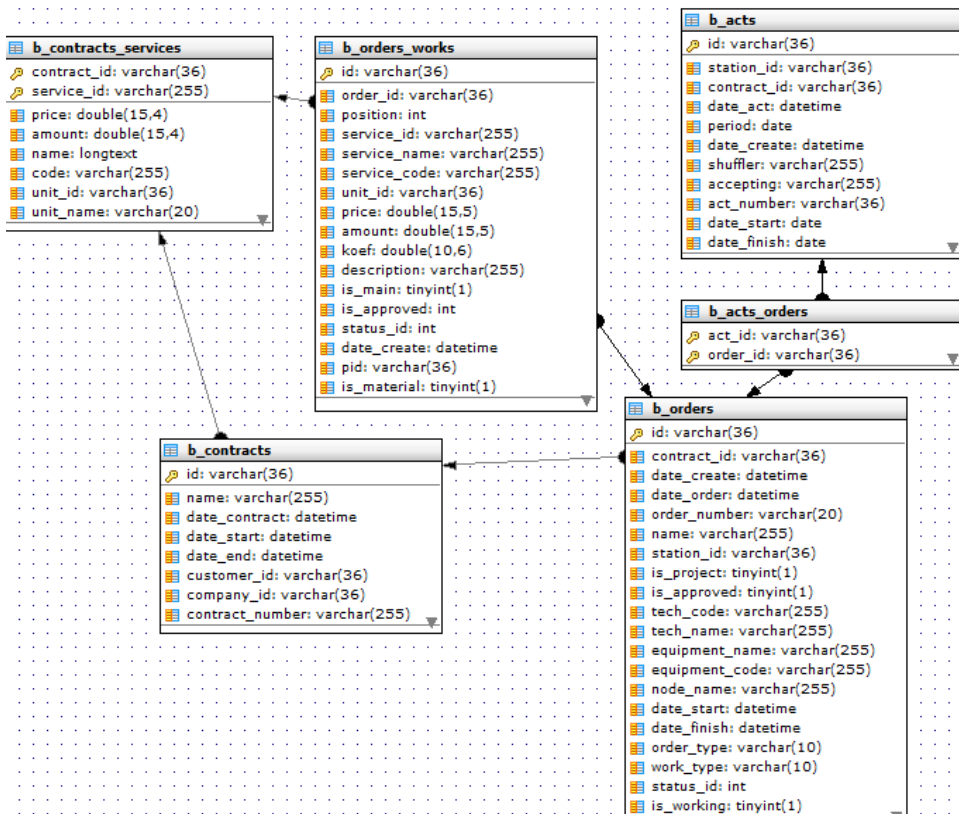 b_contracts_services
contract_id: varchar(36)
service_id: varchar(255)
price: double(15,4)
amount: double(15,4)
name: longtext
code: varchar(255)
unit_id: varchar(36)
unit_name: varchar(20)
b_orders_works
id: varchar(36)
order_id: varchar(36)
position: int
service_id: varchar(255)
service_name: varchar(255)
service_code: varchar(255)
unit_id: varchar(36)
price: double(15,5)
amount: double(15,5)
koef: double(10,6)
description: varchar(255)
is_main: tinyint(1)
is_approved: int
status_id: int
date_create: datetime
pid: varchar(36)
is_material: tinyint(1)
b_acts
id: varchar(36)
station_id: varchar(36)
contract_id: varchar(36)
date_act: datetime
period: date
date_create: datetime
shuffler: varchar(255)
accepting: varchar(255)
act_number: varchar(36)
date_start: date
date_finish: date
b_acts_orders
act_id: varchar(36)
order_id: varchar(36)
b_contracts
id: varchar(36)
name: varchar(255)
date_contract: datetime
date_start: datetime
date_end: datetime
customer_id: varchar(36)
company_id: varchar(36)
contract_number: varchar(255)
b_orders
id: varchar(36)
contract_id: varchar(36)
date_create: datetime
date_order: datetime
order_number: varchar(20)
name: varchar(255)
station_id: varchar(36)
is_project: tinyint(1)
is_approved: tinyint(1)
tech_code: varchar(255)
tech_name: varchar(255)
equipment_name: varchar(255)
equipment_code: varchar(255)
node_name: varchar(255)
date_start: datetime
date_finish: datetime
order_type: varchar(10)
work_type: varchar(10)
status_id: int
is_working: tinyint(1)